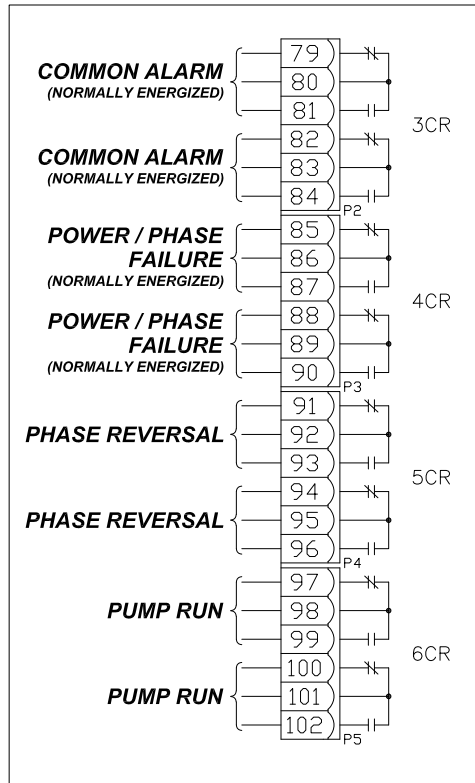 COMMON ALARM
(NORMALLY ENERGIZED)
79
80
81
3CR
COMMON ALARM
(NORMALLY ENERGIZED)
82
83
84
P2
POWER / PHASE
FAILURE
(NORMALLY ENERGIZED)
85
86
87
4CR
POWER / PHASE
FAILURE
(NORMALLY ENERGIZED)
88
89
90
P3
PHASE REVERSAL
91
92
93
5CR
PHASE REVERSAL
94
95
96
P4
PUMP RUN
97
98
99
6CR
PUMP RUN
100
101
102
P5